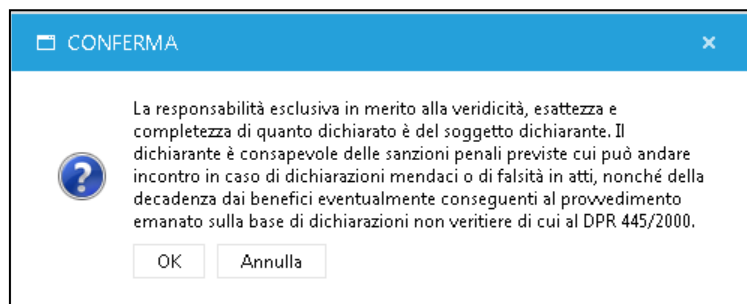 CONFERMA
La responsabilità esclusiva in merito alla veridicità, esattezza e
completezza di quanto dichiarato è del soggetto dichiarante. Il
dichiarante è consapevole delle sanzioni penali previste cui può andare
incontro in caso di dichiarazioni mendaci o di falsità in atti, nonché della
decadenza dai benefici eventualmente conseguenti al provvedimento
emanato sulla base di dichiarazioni non veritiere di cui al DPR 445/2000.
OK Annulla